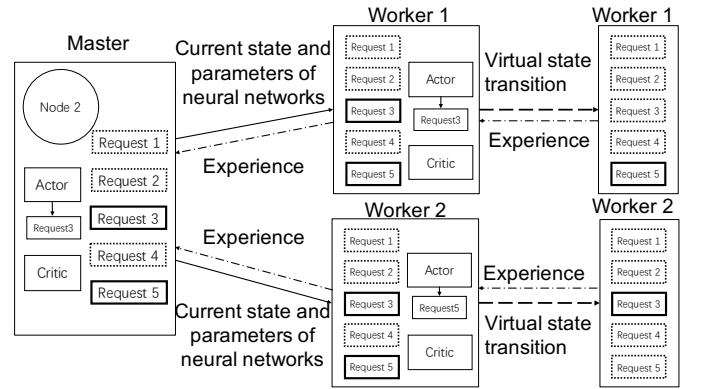 Master
Node 2
Request 1
Request 2
Request 3
Request 4
Request 5
Actor
Request3
Critic
Current state and
parameters of
neural networks
Experience
Experience
Current state and
parameters of
neural networks
Worker 1
Request 1
Request 2
Request 3
Request 4
Request 5
Actor
Request3
Critic
Virtual state
transition
Experience
Worker 1
Request 1
Request 2
Request 3
Request 4
Request 5
Worker 2
Request 1
Request 2
Request 3
Request 4
Request 5
Actor
Request5
Critic
Experience
Virtual state
transition
Worker 2
Request 1
Request 2
Request 3
Request 4
Request 5